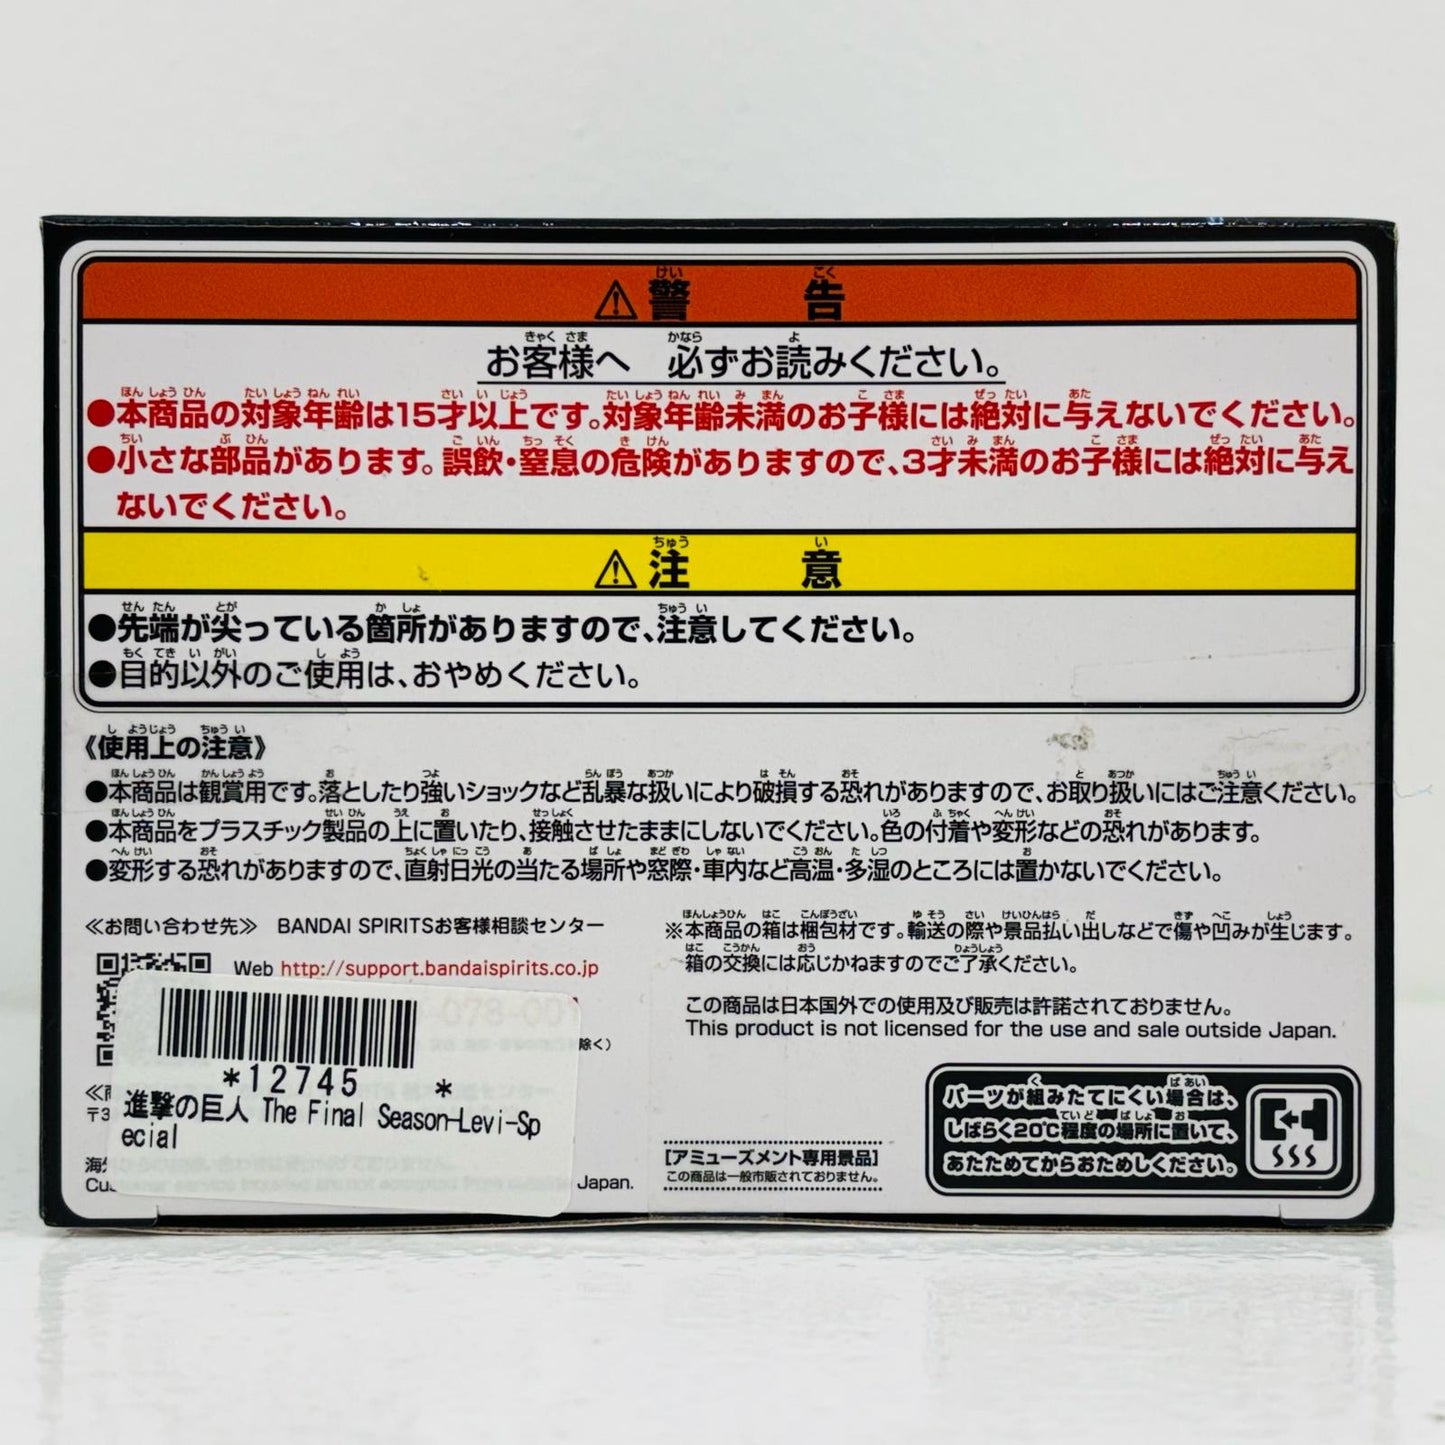 警告
お客様へ 必ずお読みください。
●本商品の対象年齢は15才以上です。対象年齢未満のお子様には絶対に与えないでください。
●小さな部品があります。誤飲・窒息の危険がありますので、3才未満のお子様には絶対に与え
ないでください。
注意
●先端が尖っている箇所がありますので、注意してください。
●目的以外のご使用は、おやめください。
《使用上の注意》
●本商品は観賞用です。落としたり強いショックなど乱暴な扱いにより破損する恐れがありますので、お取り扱いにはご注意ください。
●本商品をプラスチック製品の上に置いたり、接触させたままにしないでください。色の付着や変形などの恐れがあります。
●変形する恐れがありますので、直射日光の当たる場所や窓際・車内など高温・多湿のところには置かないでください。
≪お問い合わせ先≫ BANDAI SPIRITSお客様相談センター
Web http://support.bandaispirits.co.jp
-078-001
除く)
*12745 *
進撃の巨人 The Final Season-Levi-Sp
ecial
〒3
海外
Japan.
※本商品の箱は梱包材です。輸送の際や景品払い出しなどで傷や凹みが生じます。
箱の交換には応じかねますのでご了承ください。
この商品は日本国外での使用及び販売は許諾されておりません。
This product is not licensed for the use and sale outside Japan.
[アミューズメント専用景品]
この商品は一般市販されておりません。
パーツが組みたてにくい場合は、
しばらく20℃程度の場所に置いて、
あたためてからおためしください。